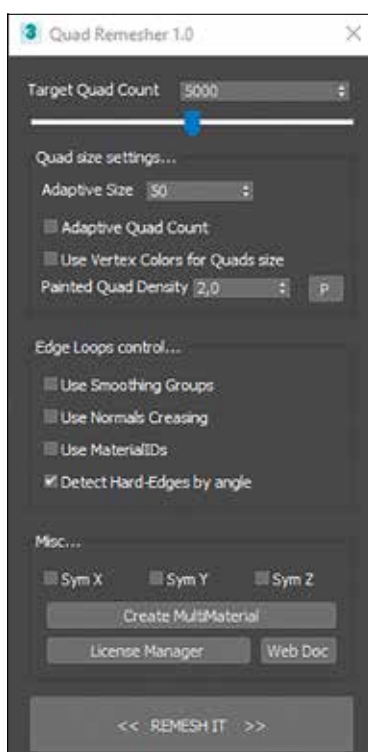 3 Quad Remesher 1.0
Target Quad Count 5000
Quad size settings...
Adaptive Size 50
Adaptive Quad Count
Use Vertex Colors for Quads size
Painted Quad Density 2,0 P
Edge Loops control...
Use Smoothing Groups
Use Normals Creasing
Use MaterialIDs
Detect Hard-Edges by angle
Misc...
Sym X Sym Y Sym Z
Create MultiMaterial
License Manager Web Doc
<< REMESH IT >>